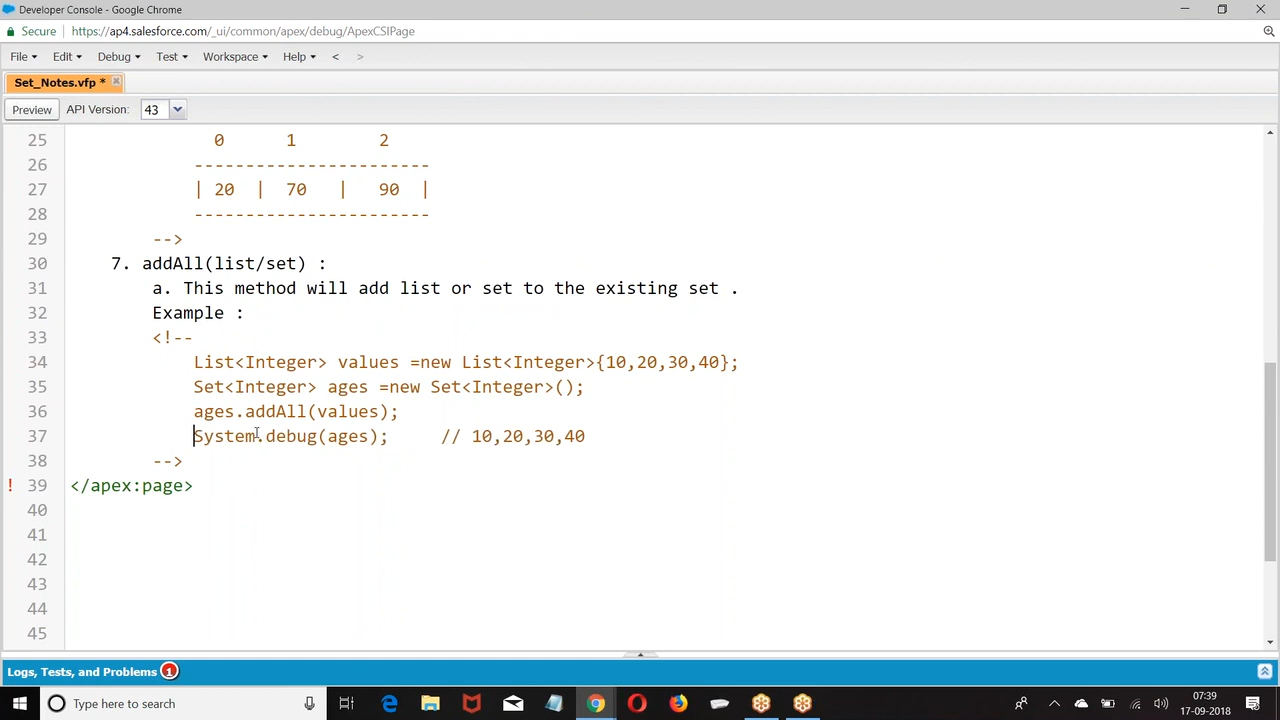 Developer Console - Google Chrome
Secure https://ap4.salesforce.com/_ui/common/apex/debug/ApexCSIPage
File Edit Debug Test Workspace Help < >
Set_Notes.vfp *
Preview API Version: 43
25 0 1 2
26 -----------------------
27 | 20 | 70 | 90 |
28 -----------------------
29 -->
30 7. addAll(list/set) :
31 a. This method will add list or set to the existing set .
32 Example :
33 <!--
34 List<Integer> values =new List<Integer>{10,20,30,40};
35 Set<Integer> ages =new Set<Integer>();
36 ages.addAll(values);
37 System.debug(ages); // 10,20,30,40
38 -->
! 39 </apex:page>
40
41
42
43
44
45
Logs, Tests, and Problems 1
Type here to search
07:39
17-09-2018